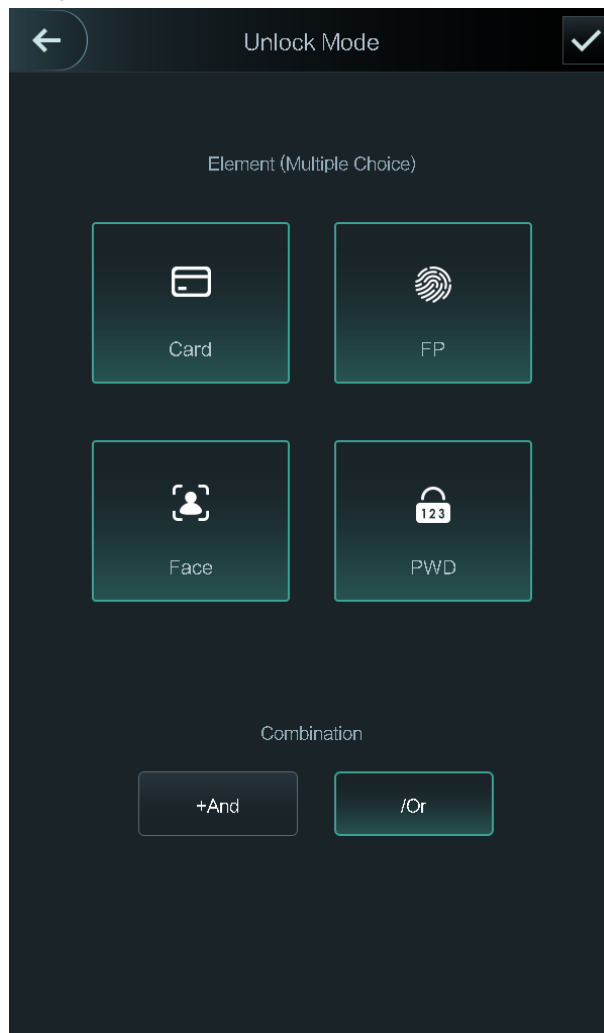 Unlock Mode
Element (Multiple Choice)
Card
FP
Face
123
PWD
Combination
+And
/Or